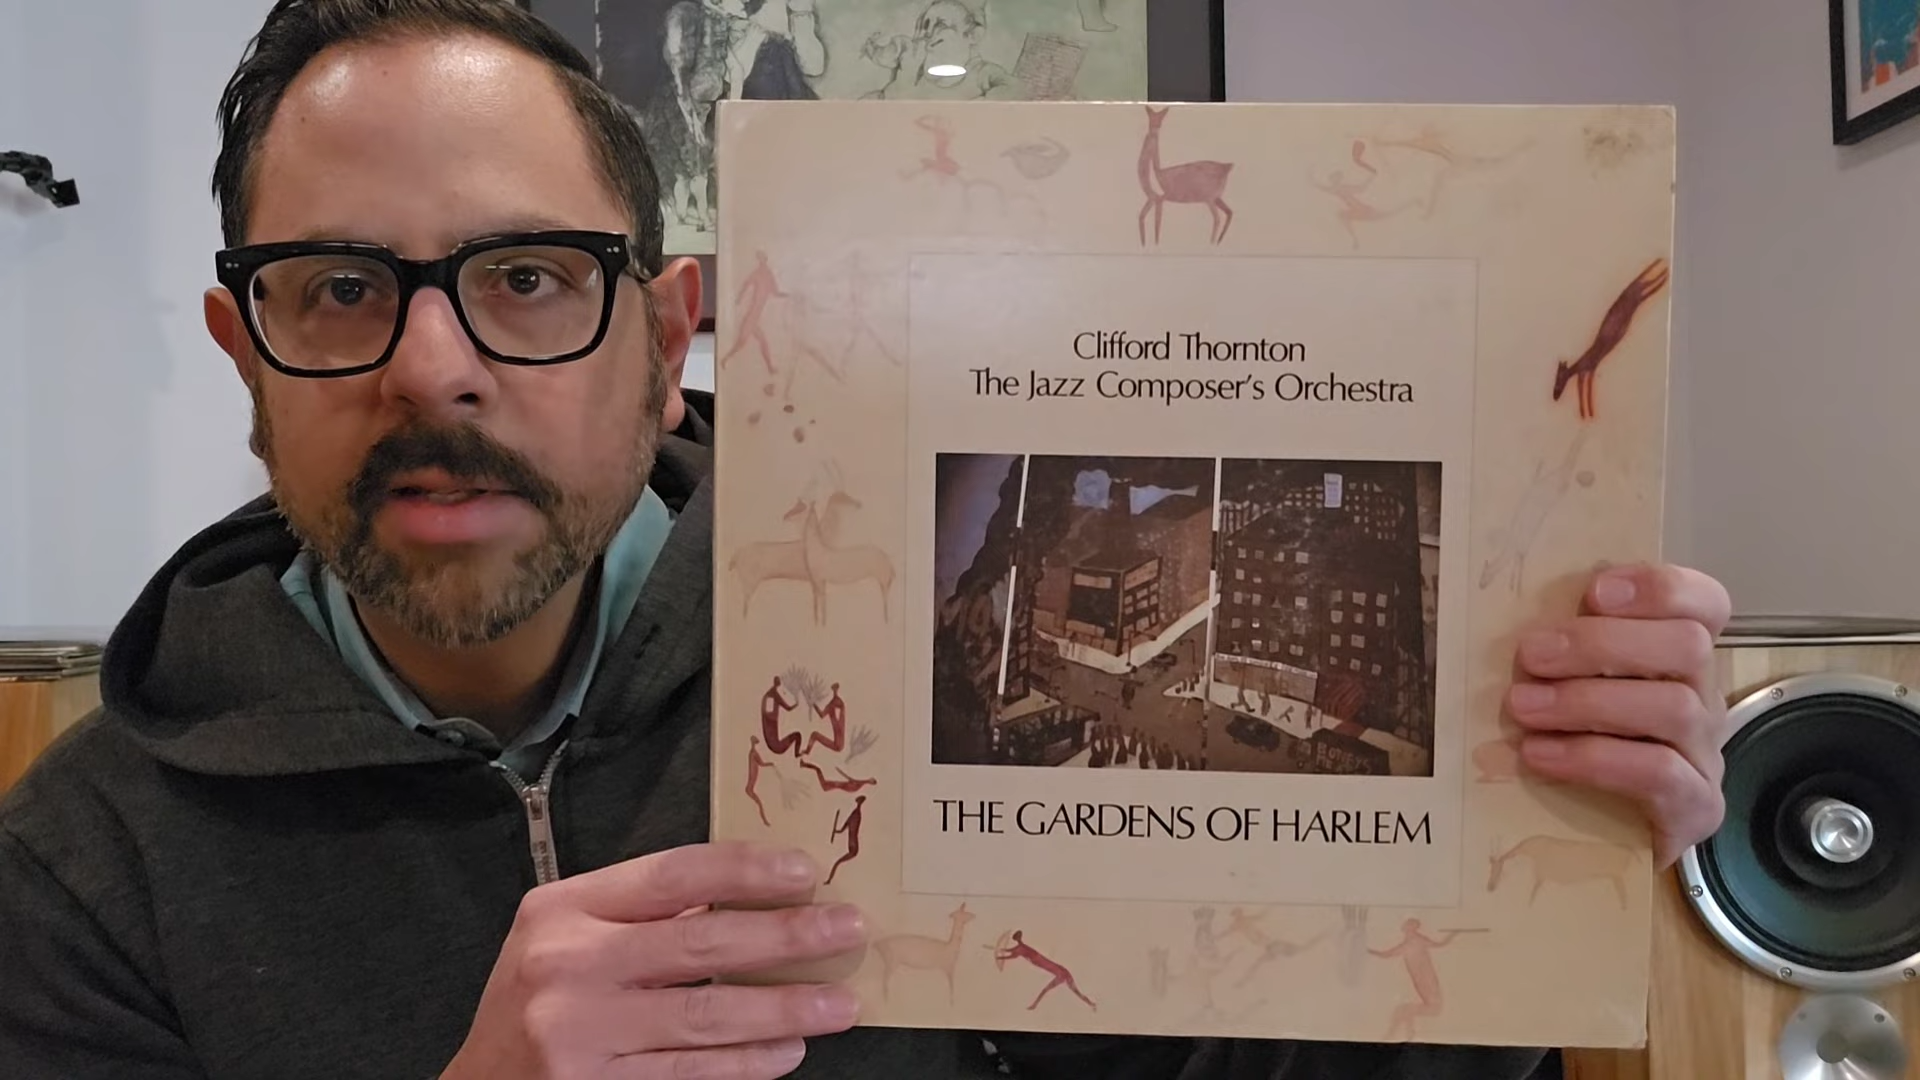 Clifford Thornton
The Jazz Composer's Orchestra
THE GARDENS OF HARLEM